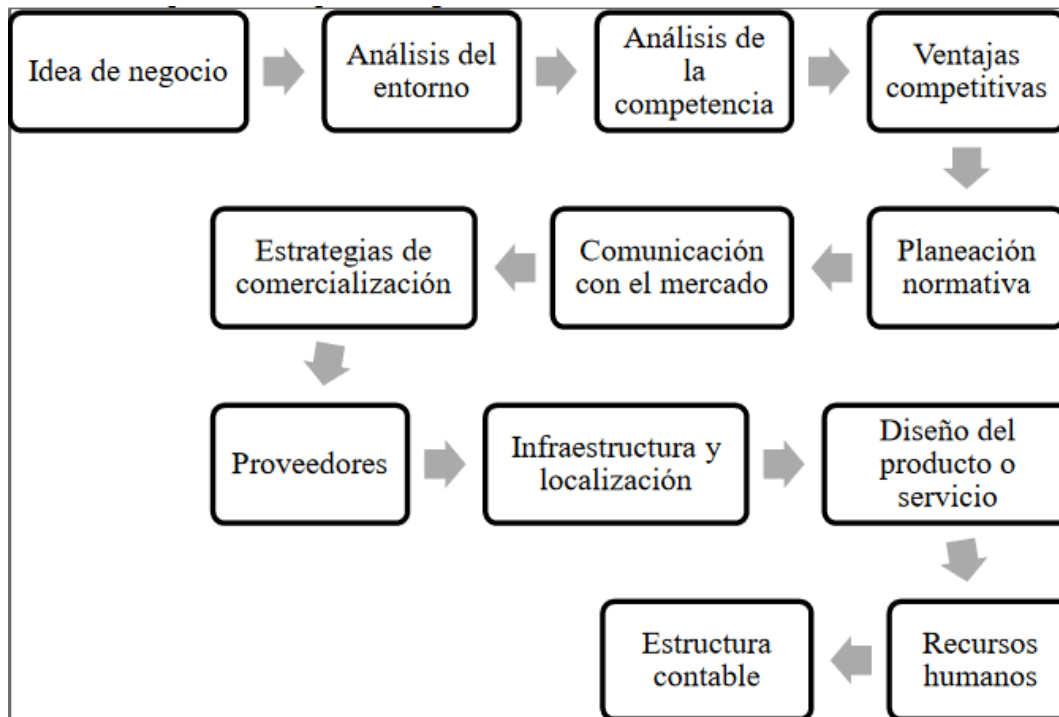 Idea de negocio
Análisis del
entorno
Análisis de
la
competencia
Ventajas
competitivas
Planeación
normativa
Comunicación
con el mercado
Estrategias de
comercialización
Proveedores
Infraestructura y
localización
Diseño del
producto o
servicio
Recursos
humanos
Estructura
contable